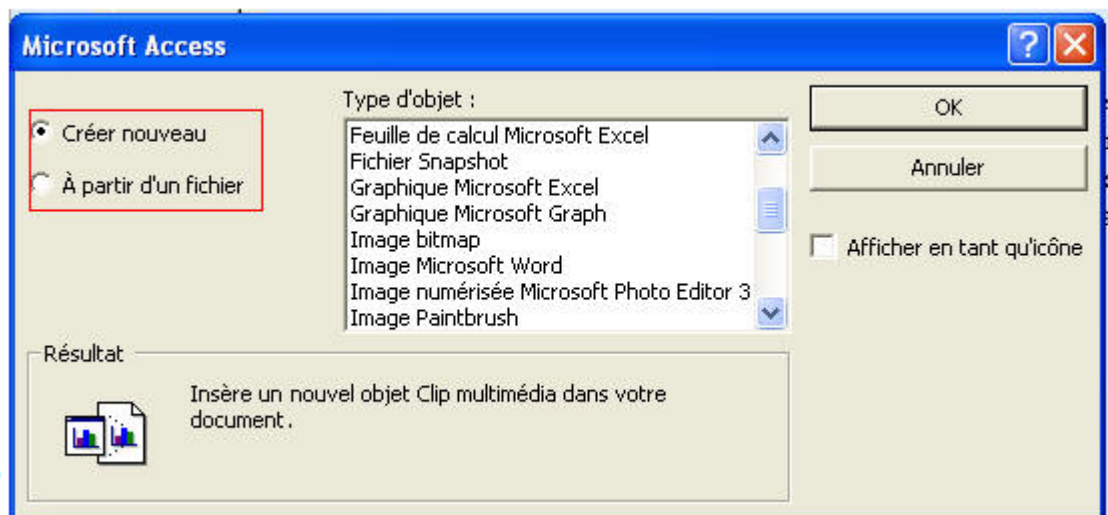 Microsoft Access
Créer nouveau
À partir d'un fichier
Type d'objet :
Feuille de calcul Microsoft Excel
Fichier Snapshot
Graphique Microsoft Excel
Graphique Microsoft Graph
Image bitmap
Image Microsoft Word
Image numérisée Microsoft Photo Editor 3
Image Paintbrush
OK
Annuler
Afficher en tant qu'icône
Résultat
Insère un nouvel objet Clip multimédia dans votre
document.